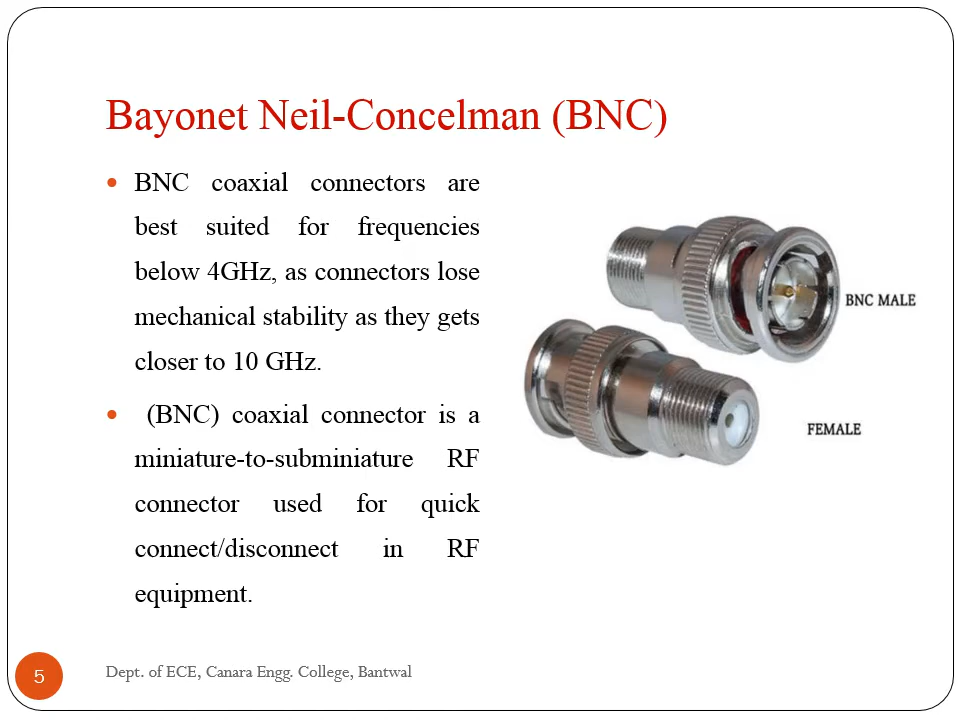 Bayonet Neil-Concelman (BNC)
• BNC coaxial connectors are
best suited for frequencies
below 4GHz, as connectors lose
mechanical stability as they gets
closer to 10 GHz.
• (BNC) coaxial connector is a
miniature-to-subminiature RF
connector used for quick
connect/disconnect in RF
equipment.
BNC MALE
FEMALE
5
Dept. of ECE, Canara Engg. College, Bantwal